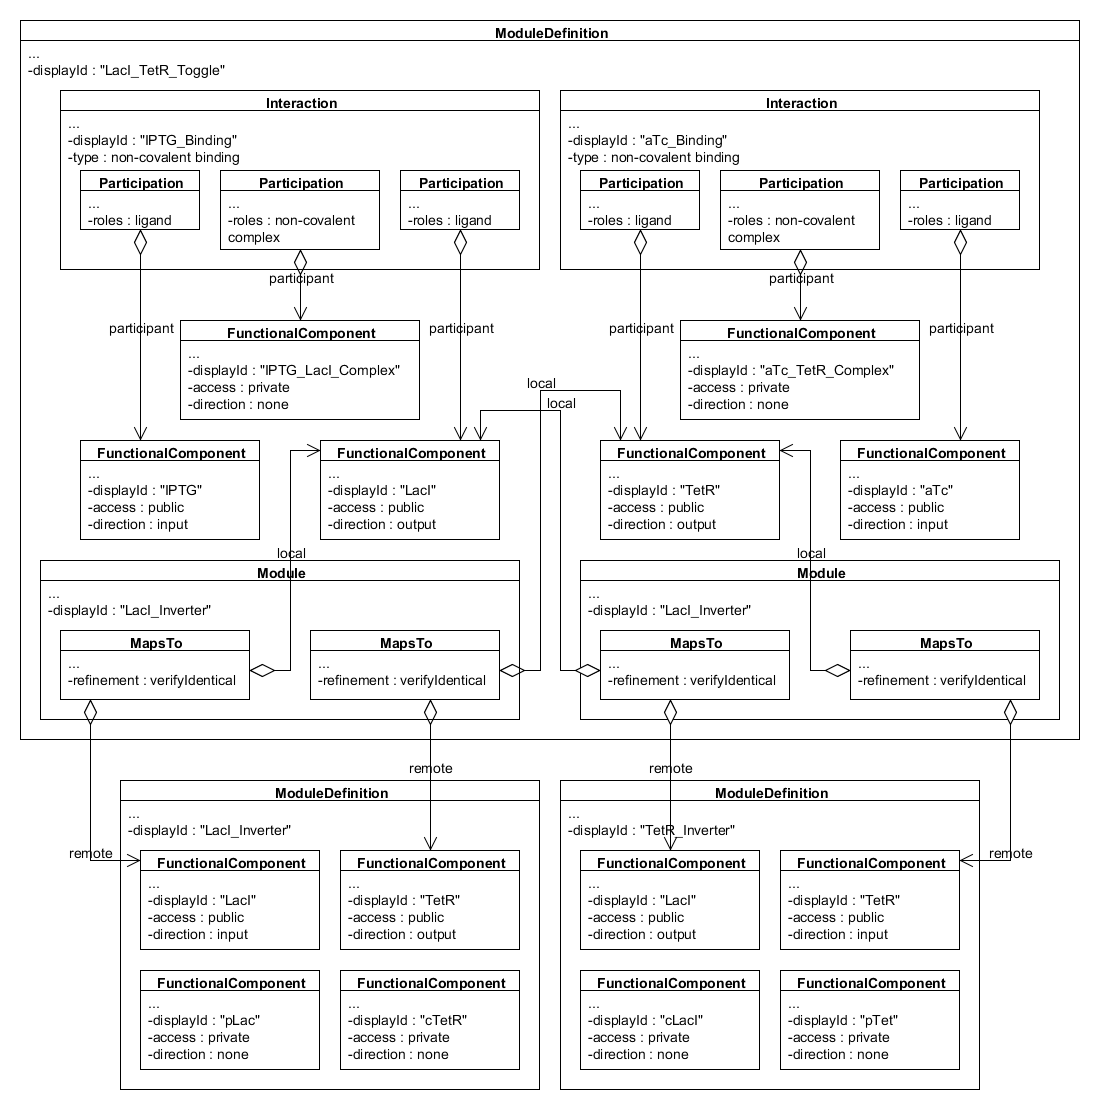 ModuleDefinition
...
-displayId : "LacI_TetR_Toggle"
Interaction
...
-displayId : "IPTG_Binding"
-type : non-covalent binding
Participation
...
-roles : ligand
Participation
...
-roles : non-covalent
complex
Participation
...
-roles : ligand
Interaction
...
-displayId : "aTc_Binding"
-type : non-covalent binding
Participation
...
-roles : ligand
Participation
...
-roles : non-covalent
complex
Participation
...
-roles : ligand
participant
participant
participant
participant
participant
participant
FunctionalComponent
...
-displayId : "IPTG_LacI_Complex"
-access : private
-direction : none
FunctionalComponent
...
-displayId : "aTc_TetR_Complex"
-access : private
-direction : none
local
local
FunctionalComponent
...
-displayId : "IPTG"
-access : public
-direction : input
FunctionalComponent
...
-displayId : "LacI"
-access : public
-direction : output
FunctionalComponent
...
-displayId : "TetR"
-access : public
-direction : output
FunctionalComponent
...
-displayId : "aTc"
-access : public
-direction : input
local
local
Module
...
-displayId : "LacI_Inverter"
MapsTo
...
-refinement : verifyIdentical
MapsTo
...
-refinement : verifyIdentical
Module
...
-displayId : "LacI_Inverter"
MapsTo
...
-refinement : verifyIdentical
MapsTo
...
-refinement : verifyIdentical
remote
remote
remote
remote
ModuleDefinition
...
-displayId : "LacI_Inverter"
FunctionalComponent
...
-displayId : "LacI"
-access : public
-direction : input
FunctionalComponent
...
-displayId : "TetR"
-access : public
-direction : output
FunctionalComponent
...
-displayId : "pLac"
-access : private
-direction : none
FunctionalComponent
...
-displayId : "cTetR"
-access : private
-direction : none
ModuleDefinition
...
-displayId : "TetR_Inverter"
FunctionalComponent
...
-displayId : "LacI"
-access : public
-direction : output
FunctionalComponent
...
-displayId : "TetR"
-access : public
-direction : input
FunctionalComponent
...
-displayId : "cLacI"
-access : private
-direction : none
FunctionalComponent
...
-displayId : "pTet"
-access : private
-direction : none